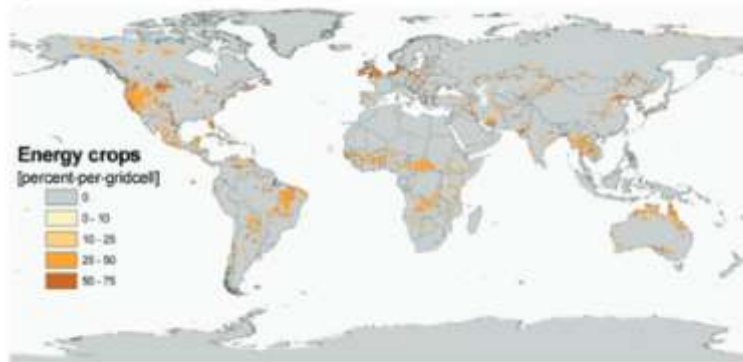 Energy crops
[percent-per-gridcell]
0
0 - 10
10 - 25
25 - 50
50 - 75